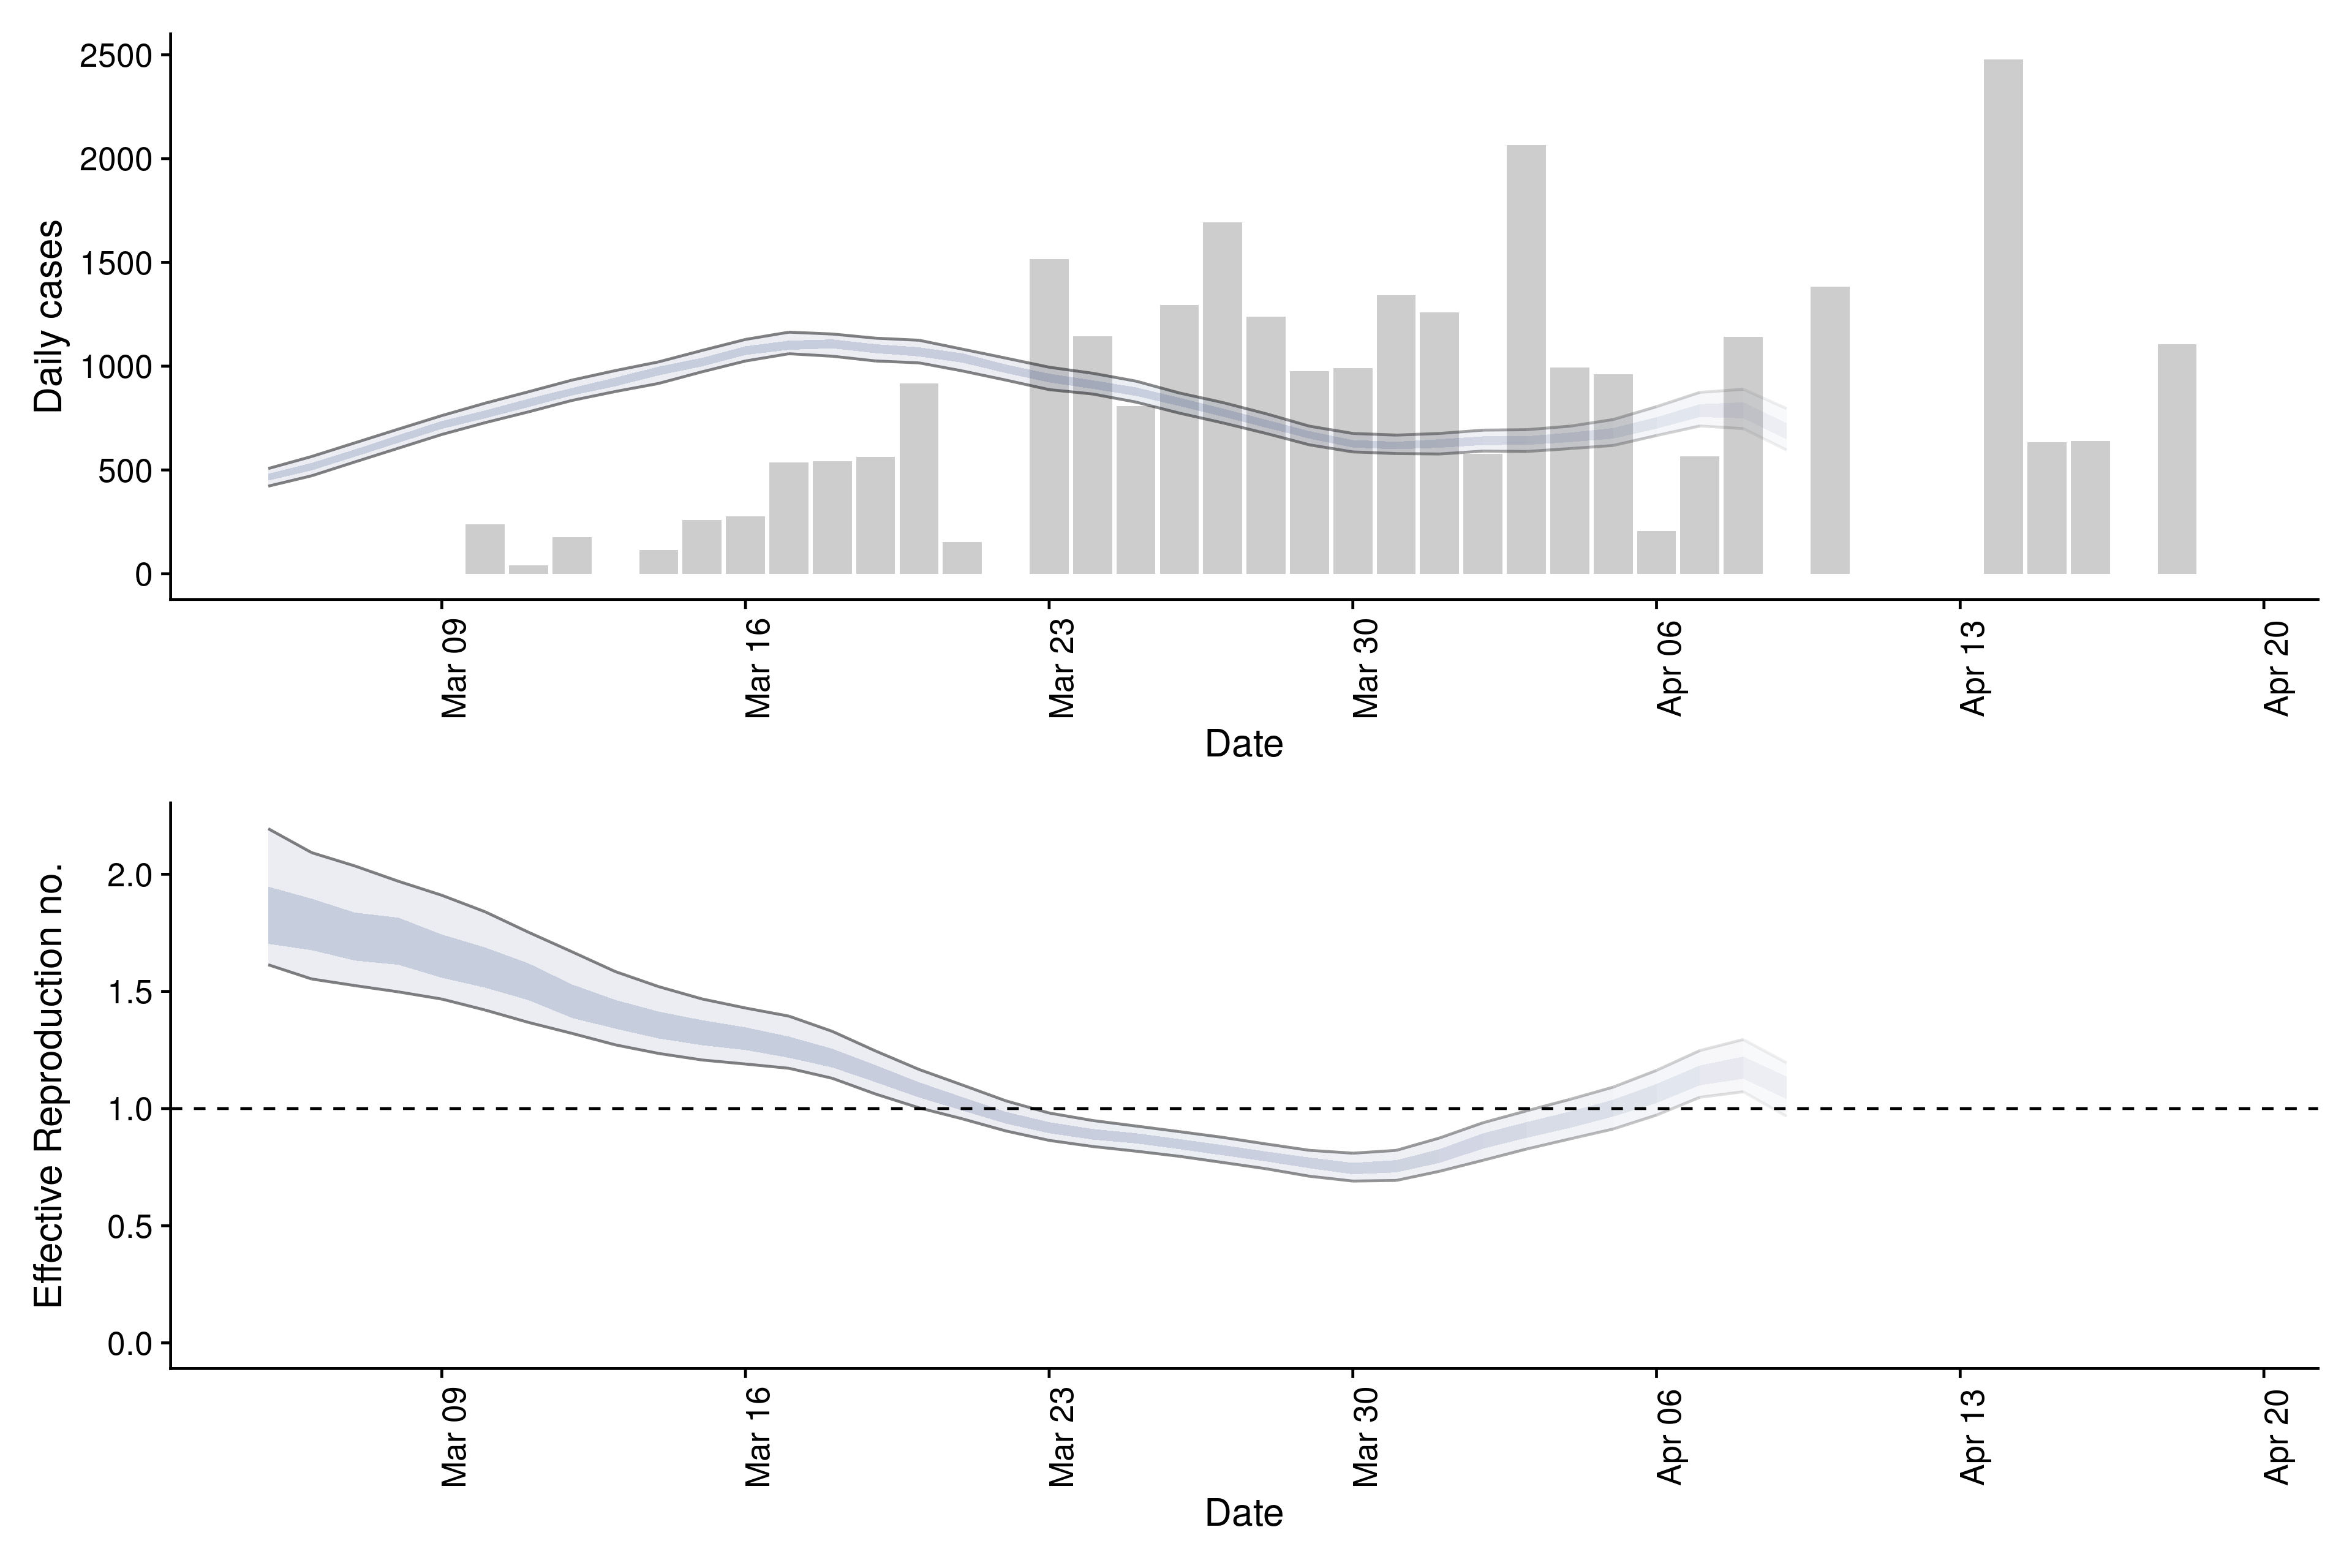 Daily cases
2500
2000
1500
1000
500
0
Mar 09
Mar 16
Mar 23
Mar 30
Apr 06
Apr 13
Apr 20
Date
Effective Reproduction no.
2.0
1.5
1.0
0.5
0.0
Mar 09
Mar 16
Mar 23
Mar 30
Apr 06
Apr 13
Apr 20
Date